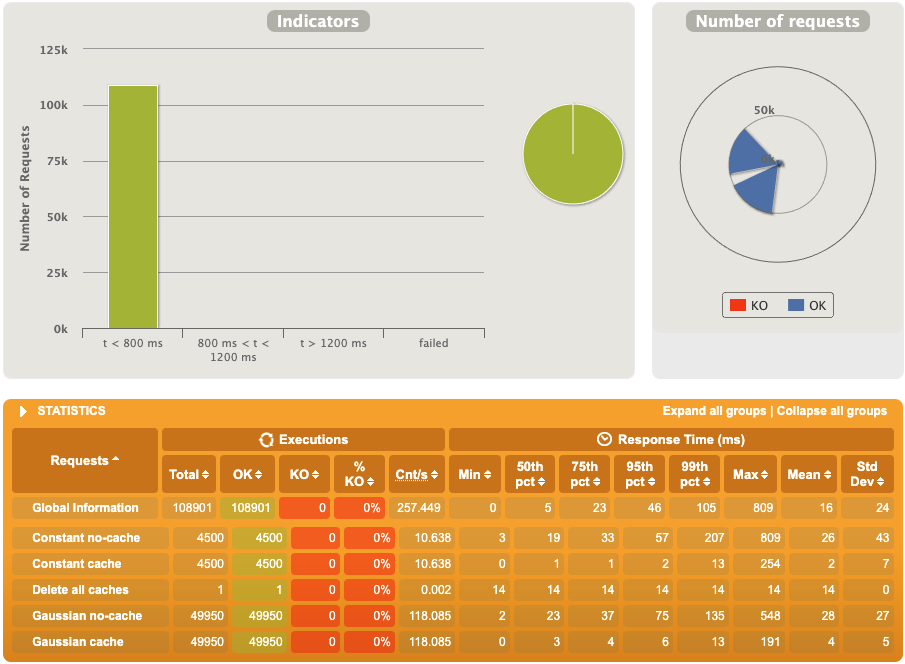 Indicators
125k
100k
75k
50k
25k
0k
Number of Requests
t < 800 ms
800 ms < t <
1200 ms
t > 1200 ms
failed
Number of requests
50k
0k
KO
OK
STATISTICS
Expand all groups | Collapse all groups
Requests
Executions
Response Time (ms)
Total OK KO % KO Cnt/s Min 50th pct 75th pct 95th pct 99th pct Max Mean Std Dev
Global Information 108901 108901 0 0% 257.449 0 5 23 46 105 809 16 24
Constant no-cache 4500 4500 0 0% 10.638 3 19 33 57 207 809 26 43
Constant cache 4500 4500 0 0% 10.638 0 1 1 2 13 254 2 7
Delete all caches 1 1 0 0% 0.002 14 14 14 14 14 14 14 0
Gaussian no-cache 49950 49950 0 0% 118.085 2 23 37 75 135 548 28 27
Gaussian cache 49950 49950 0 0% 118.085 0 3 4 6 13 191 4 5